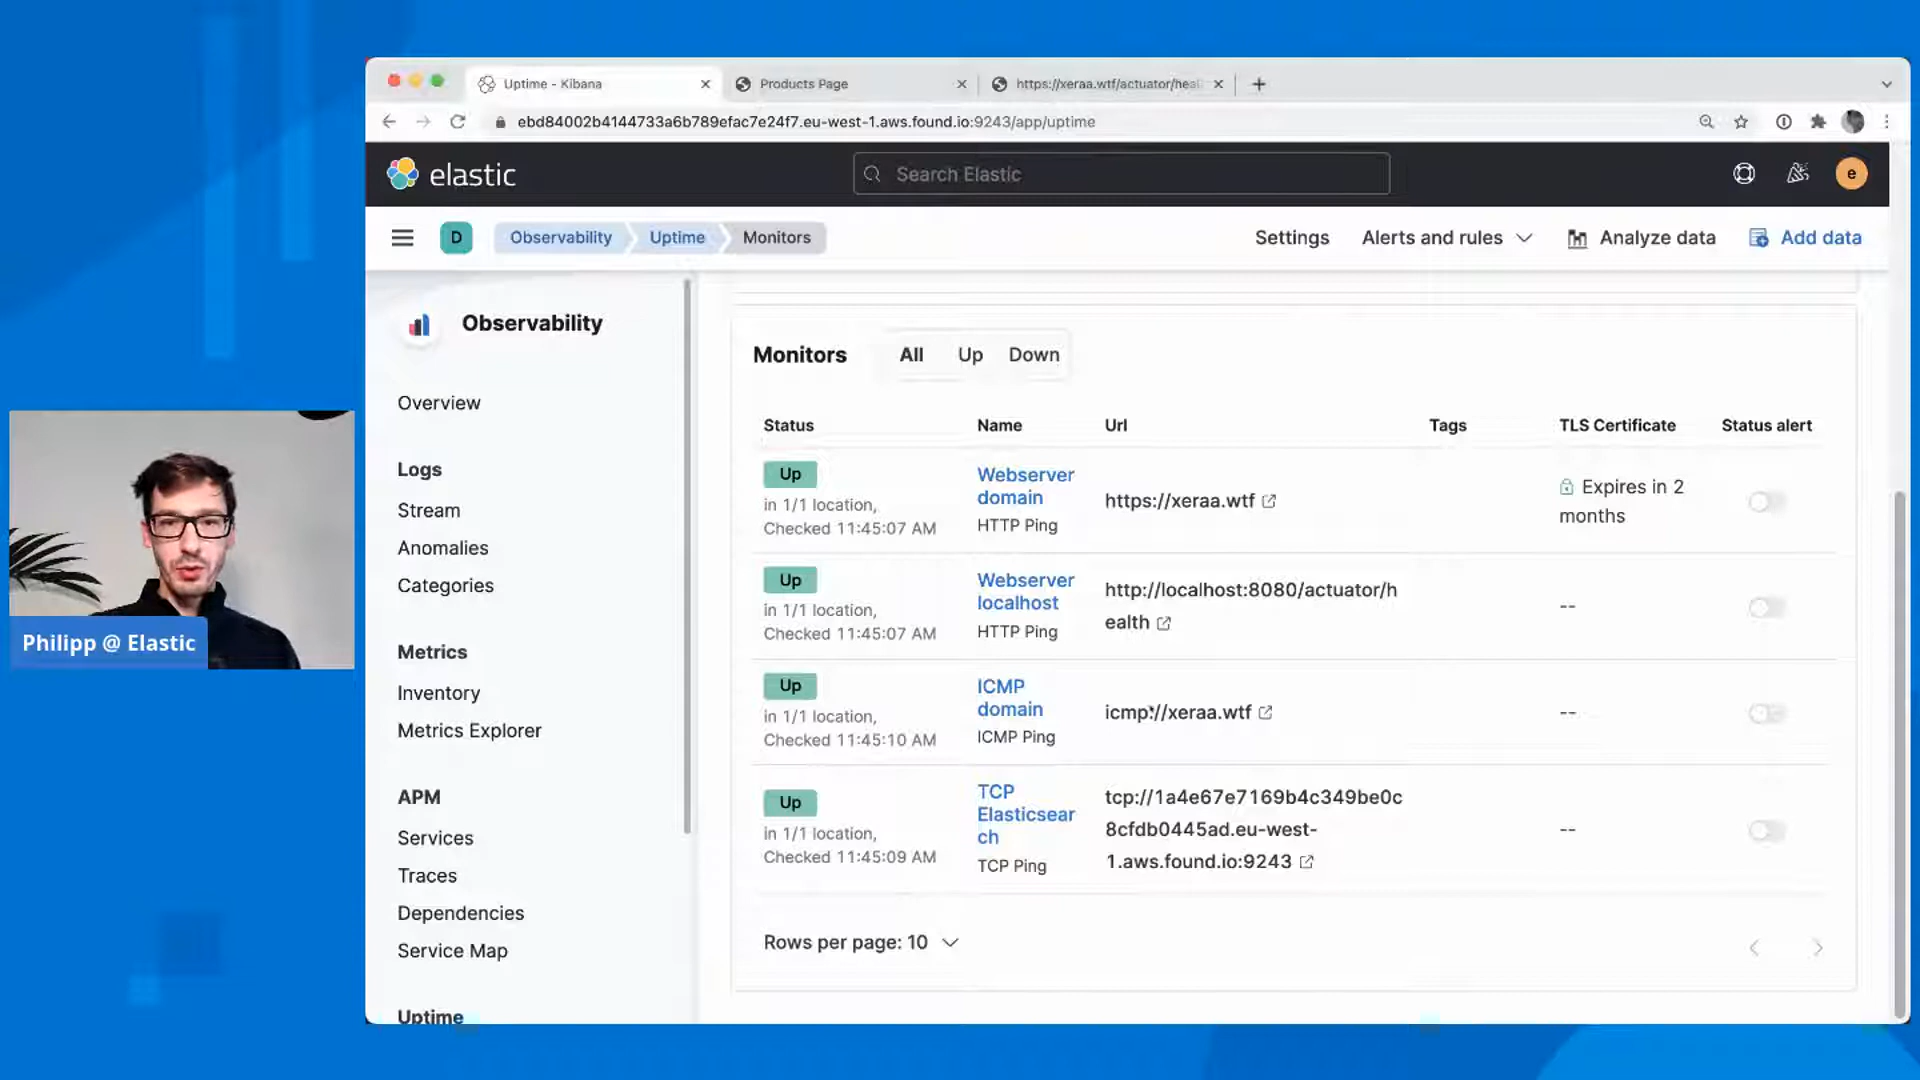 Uptime - Kibana
Products Page
https://xeraa.wtf/actuator/heal
ebd84002b4144733a6b789efac7e24f7.eu-west-1.aws.found.io:9243/app/uptime
elastic
Search Elastic
e
D
Observability
Uptime
Monitors
Settings
Alerts and rules
Analyze data
Add data
Observability
Overview
Logs
Stream
Anomalies
Categories
Metrics
Inventory
Metrics Explorer
APM
Services
Traces
Dependencies
Service Map
Uptime
Philipp @ Elastic
Monitors
All
Up
Down
Status
Name
Url
Tags
TLS Certificate
Status alert
Up
in 1/1 location,
Checked 11:45:07 AM
Webserver
domain
HTTP Ping
https://xeraa.wtf
Expires in 2
months
Up
in 1/1 location,
Checked 11:45:07 AM
Webserver
localhost
HTTP Ping
http://localhost:8080/actuator/h
ealth
--
Up
in 1/1 location,
Checked 11:45:10 AM
ICMP
domain
ICMP Ping
icmp://xeraa.wtf
--
Up
in 1/1 location,
Checked 11:45:09 AM
TCP
Elasticsear
ch
TCP Ping
tcp://1a4e67e7169b4c349be0c
8cfdb0445ad.eu-west-
1.aws.found.io:9243
--
Rows per page: 10